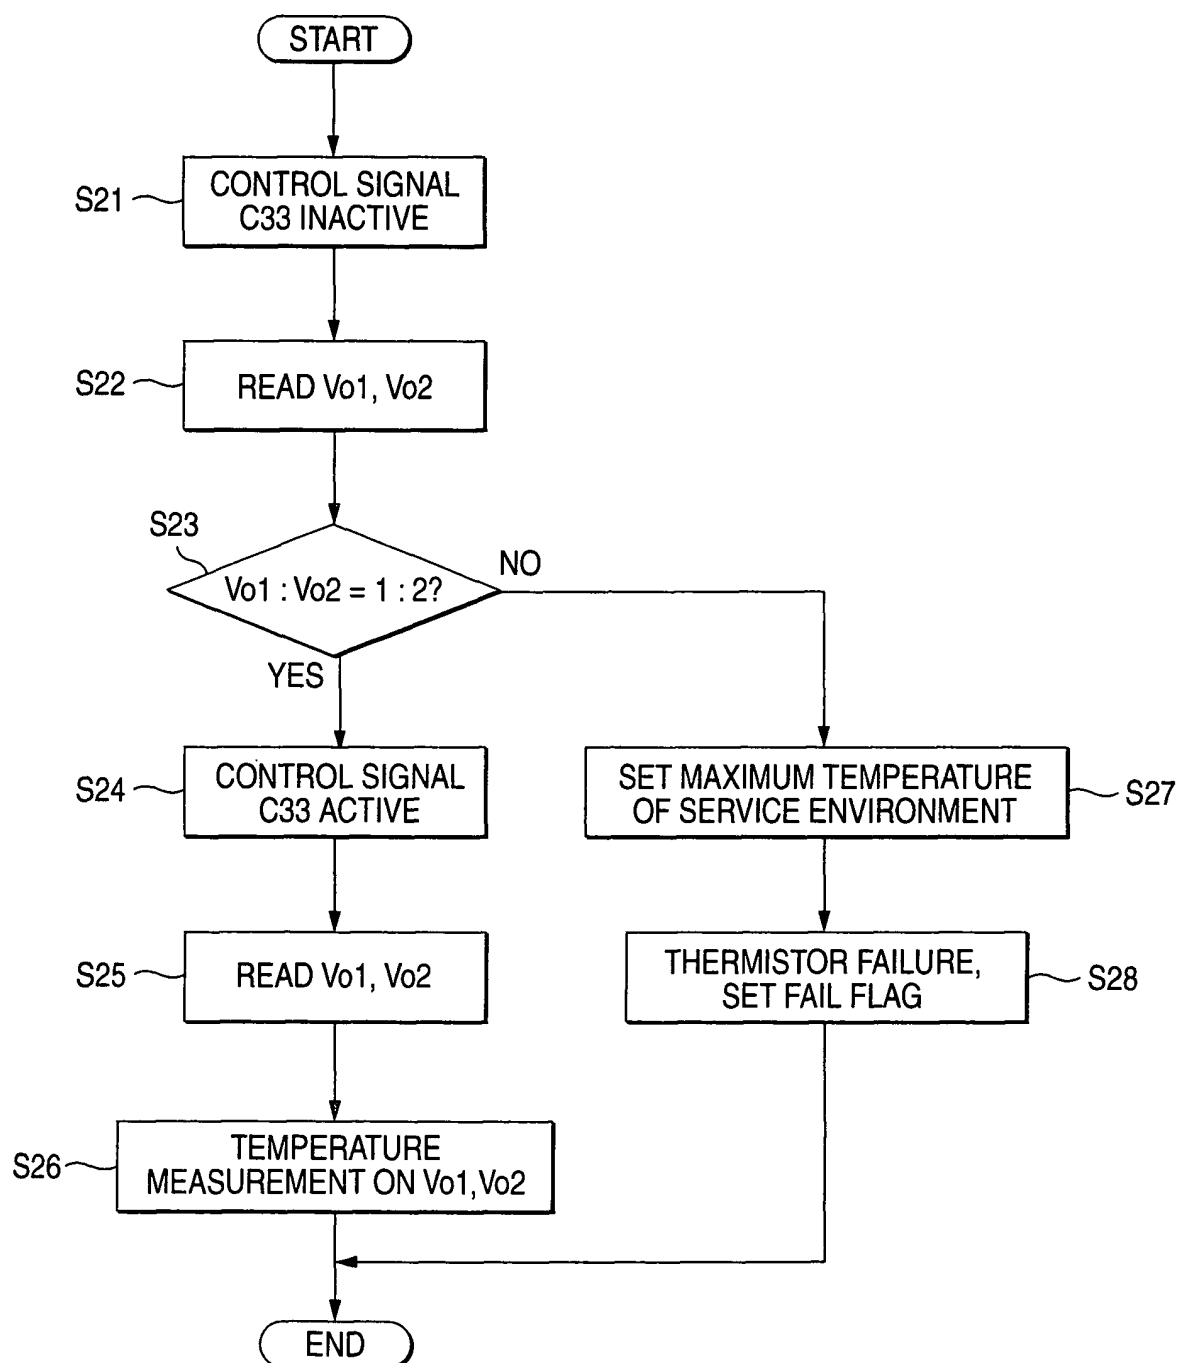 START
S21
CONTROL SIGNAL
C33 INACTIVE
S22
READ Vo1, Vo2
S23
Vo1 : Vo2 = 1 : 2?
NO
YES
S24
CONTROL SIGNAL
C33 ACTIVE
SET MAXIMUM TEMPERATURE
OF SERVICE ENVIRONMENT
S27
S25
READ Vo1, Vo2
THERMISTOR FAILURE,
SET FAIL FLAG
S28
S26
TEMPERATURE
MEASUREMENT ON Vo1,Vo2
END